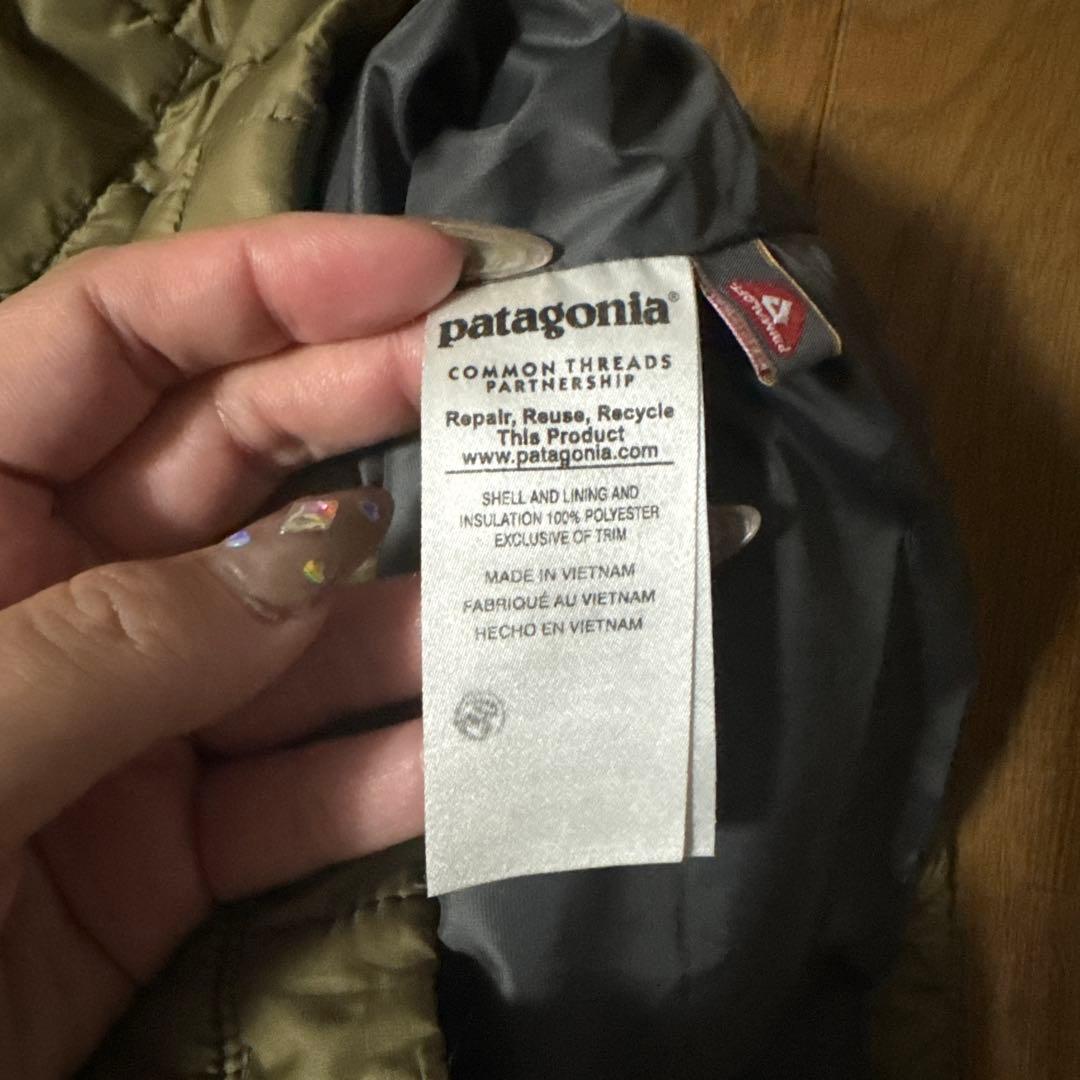 patagonia®
COMMON THREADS
PARTNERSHIP
Repair, Reuse, Recycle
This Product
www.patagonia.com
SHELL AND LINING AND
INSULATION 100% POLYESTER
EXCLUSIVE OF TRIM
MADE IN VIETNAM
FABRIQUÉ AU VIETNAM
HECHO EN VIETNAM
PRIMALOFT